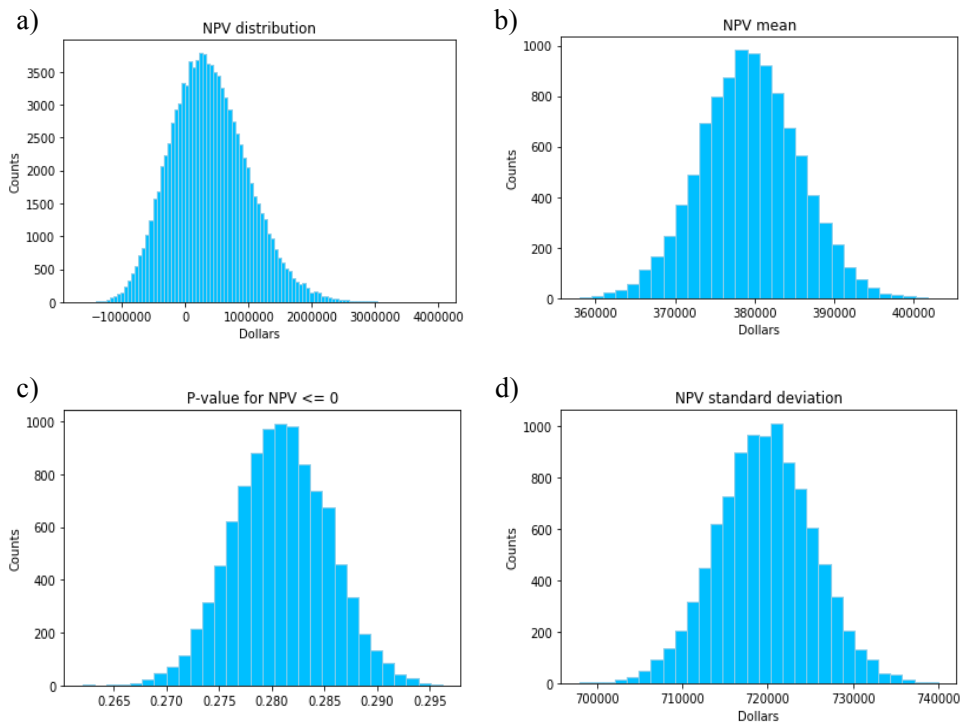 a)
NPV distribution
Counts
3500
3000
2500
2000
1500
1000
500
0
−1000000 0 1000000 2000000 3000000 4000000
Dollars
b)
NPV mean
Counts
1000
800
600
400
200
0
360000 370000 380000 390000 400000
Dollars
c)
P-value for NPV <= 0
Counts
1000
800
600
400
200
0
0.265 0.270 0.275 0.280 0.285 0.290 0.295
d)
NPV standard deviation
Counts
1000
800
600
400
200
0
700000 710000 720000 730000 740000
Dollars